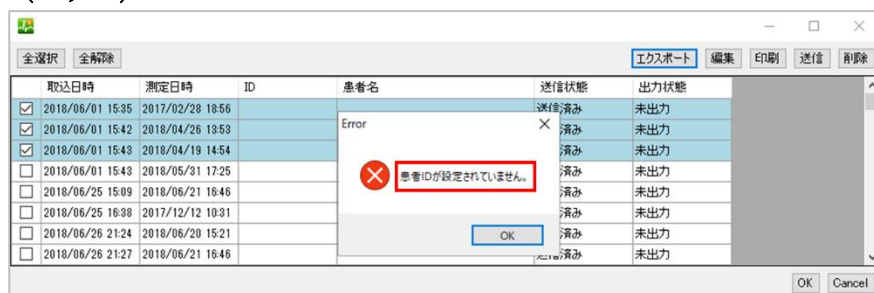 全選択 全解除 エクスポート 編集 印刷 送信 削除
取込日時 測定日時 ID 患者名 送信状態 出力状態
2018/06/01 15:35 2017/02/28 18:56 送信済み 未出力
2018/06/01 15:42 2018/04/26 13:53 済み 未出力
2018/06/01 15:43 2018/04/19 14:54 済み 未出力
2018/06/01 15:43 2018/05/31 17:25 済み 未出力
2018/06/25 15:09 2018/06/21 16:46 済み 未出力
2018/06/25 16:38 2017/12/12 10:31 済み 未出力
2018/06/26 21:24 2018/06/20 15:21 済み 未出力
2018/06/26 21:27 2018/06/21 16:46 送信済み 未出力
Error
患者IDが設定されていません。
OK
OK Cancel